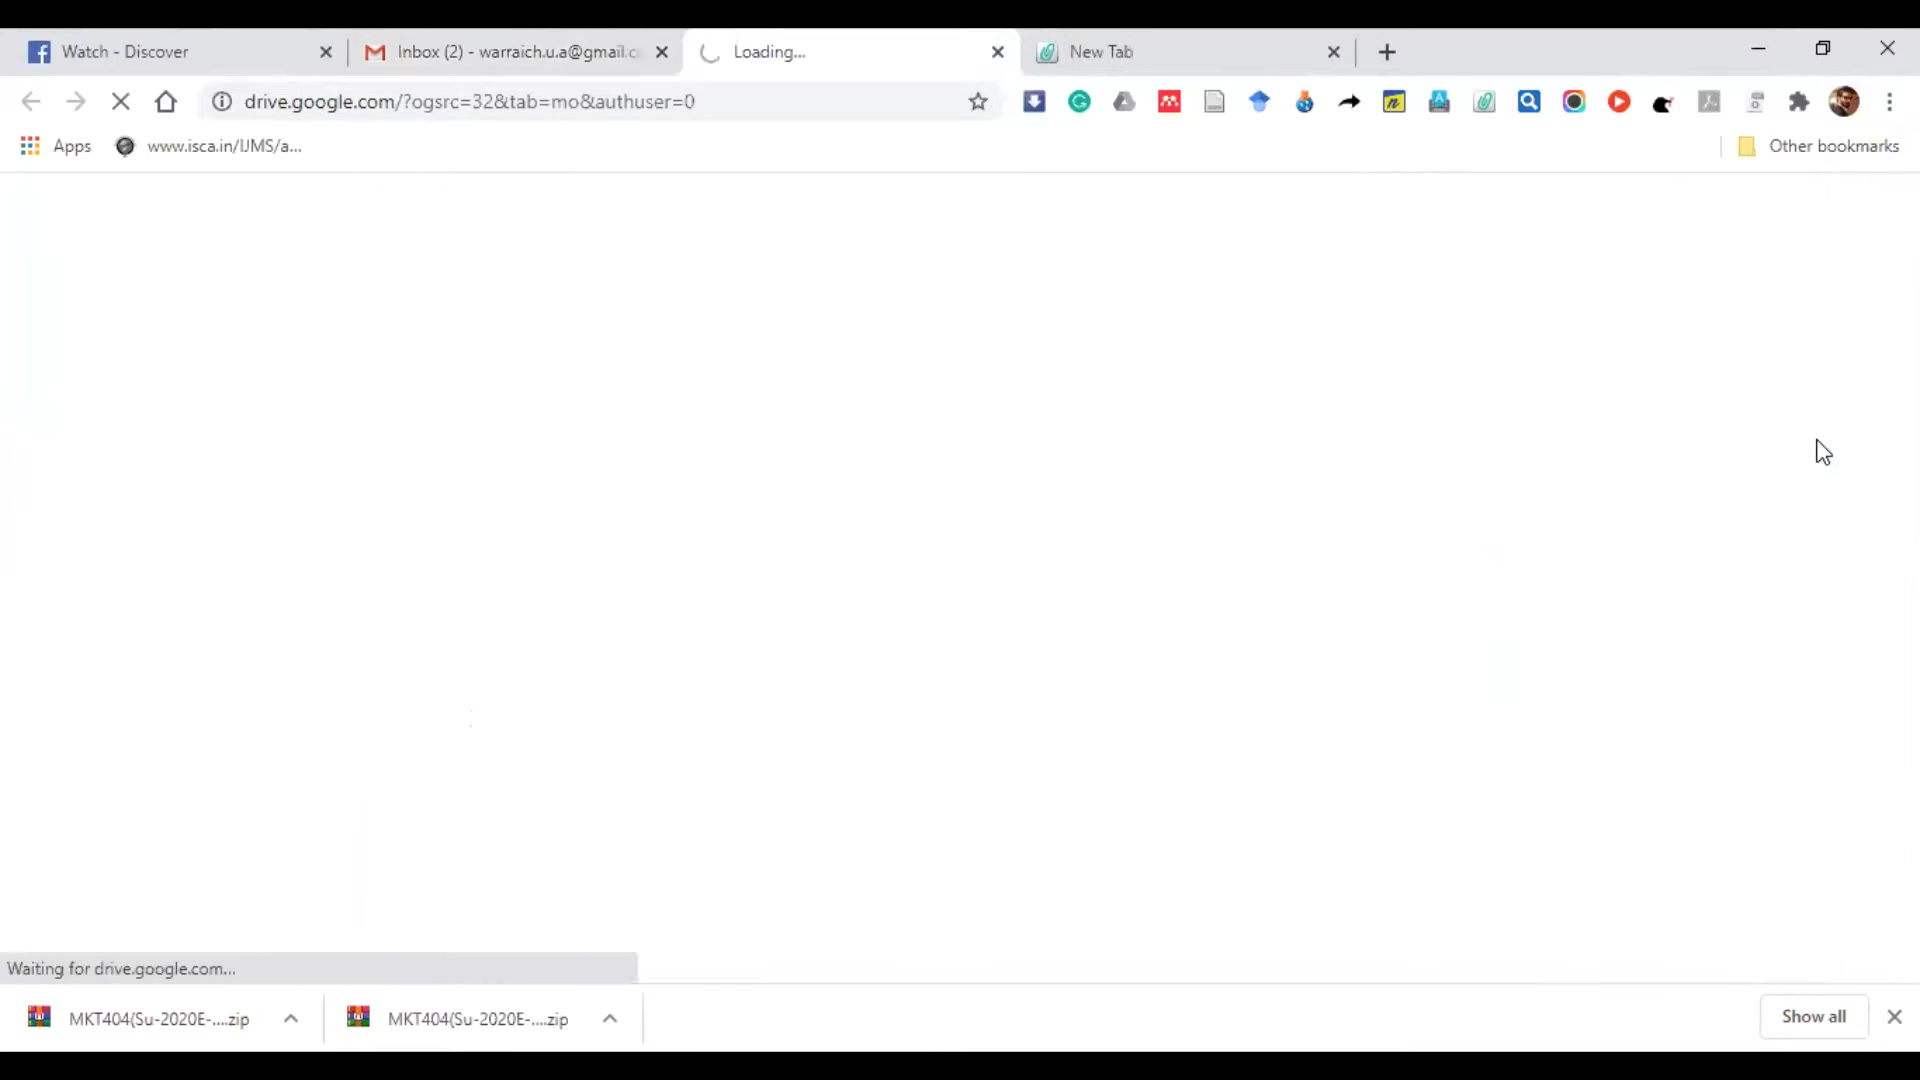 Watch - Discover
Inbox (2) - warraich.u.a@gmail.c
Loading...
New Tab
drive.google.com/?ogsrc=32&tab=mo&authuser=0
Apps
www.isca.in/IJMS/a...
Other bookmarks
Waiting for drive.google.com...
MKT404(Su-2020E-....zip
MKT404(Su-2020E-....zip
Show all